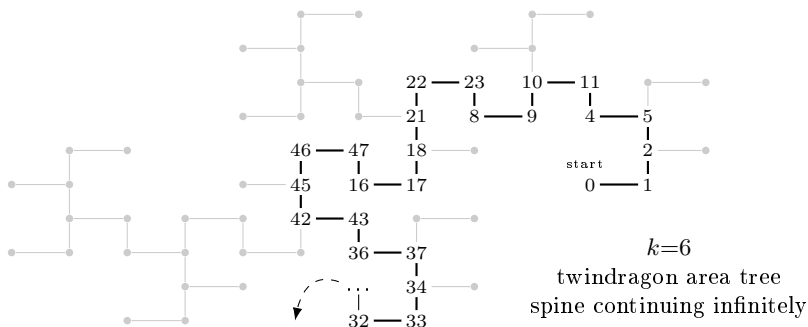 22 23 10 11
21 8 9 4 5
46 47 18 2
start
45 16 17 0 1
42 43
36 37
k=6
twindragon area tree
34
...
spine continuing infinitely
32 33